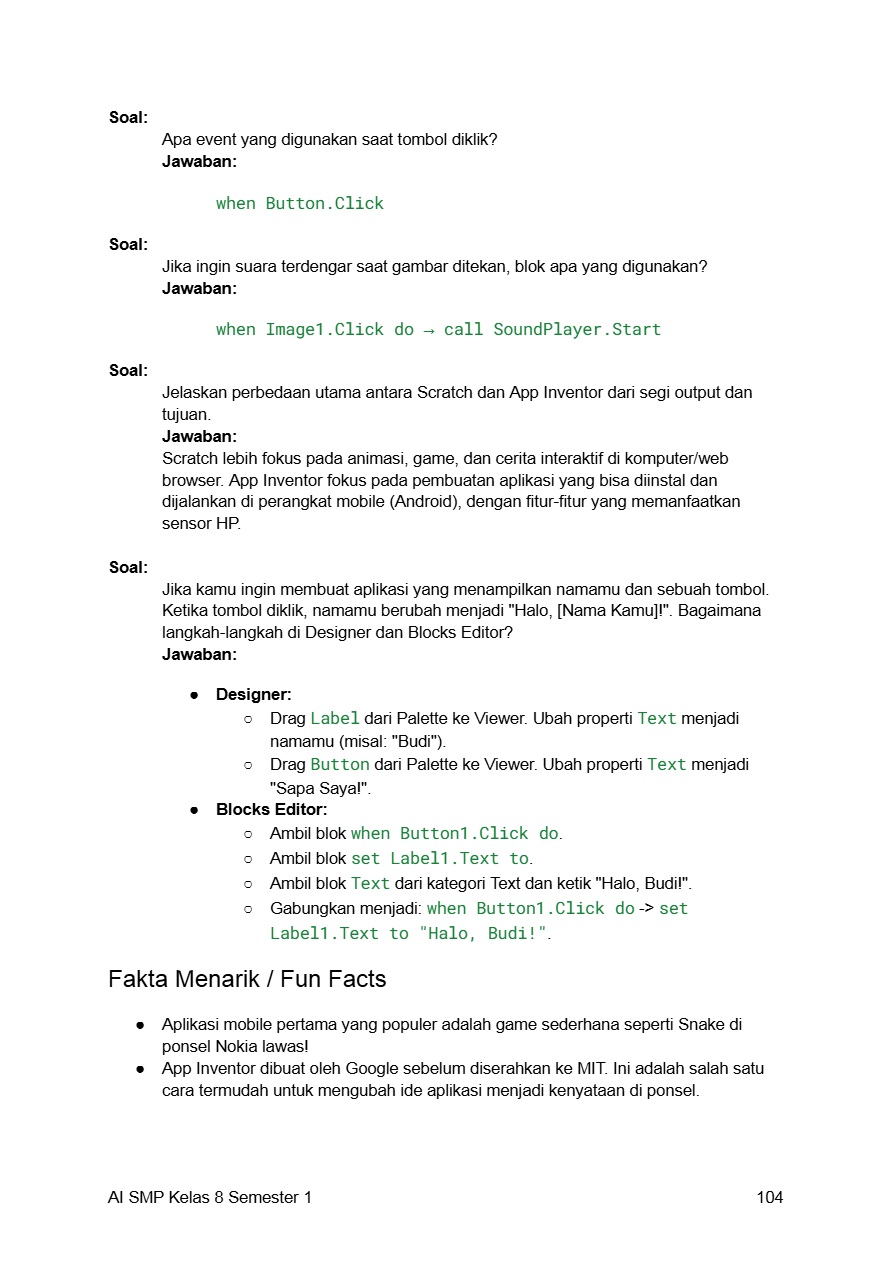 Soal:
Apa event yang digunakan saat tombol diklik?
Jawaban:
when Button.Click
Soal:
Jika ingin suara terdengar saat gambar ditekan, blok apa yang digunakan?
Jawaban:
when Image1.Click do → call SoundPlayer.Start
Soal:
Jelaskan perbedaan utama antara Scratch dan App Inventor dari segi output dan
tujuan.
Jawaban:
Scratch lebih fokus pada animasi, game, dan cerita interaktif di komputer/web
browser. App Inventor fokus pada pembuatan aplikasi yang bisa diinstal dan
dijalankan di perangkat mobile (Android), dengan fitur-fitur yang memanfaatkan
sensor HP.
Soal:
Jika kamu ingin membuat aplikasi yang menampilkan namamu dan sebuah tombol.
Ketika tombol diklik, namamu berubah menjadi "Halo, [Nama Kamu]!". Bagaimana
langkah-langkah di Designer dan Blocks Editor?
Jawaban:
● Designer:
○ Drag Label dari Palette ke Viewer. Ubah properti Text menjadi
namamu (misal: "Budi").
○ Drag Button dari Palette ke Viewer. Ubah properti Text menjadi
"Sapa Saya!".
● Blocks Editor:
○ Ambil blok when Button1.Click do.
○ Ambil blok set Label1.Text to.
○ Ambil blok Text dari kategori Text dan ketik "Halo, Budi!".
○ Gabungkan menjadi: when Button1.Click do -> set
Label1.Text to "Halo, Budi!".
Fakta Menarik / Fun Facts
● Aplikasi mobile pertama yang populer adalah game sederhana seperti Snake di
ponsel Nokia lawas!
● App Inventor dibuat oleh Google sebelum diserahkan ke MIT. Ini adalah salah satu
cara termudah untuk mengubah ide aplikasi menjadi kenyataan di ponsel.
AI SMP Kelas 8 Semester 1 104